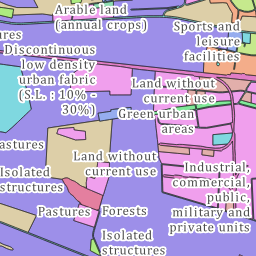 Arable land
(annual crops)
Sports and
leisure
facilities
ures
Discontinuous
low density
urban fabric
(S.L. : 10% -
30%)
Land without
current use
Green urban
areas
astures
Land without
current use
Isolated
structures
Industrial,
commercial,
public,
military and
private units
Pastures
Forests
Isolated
structures